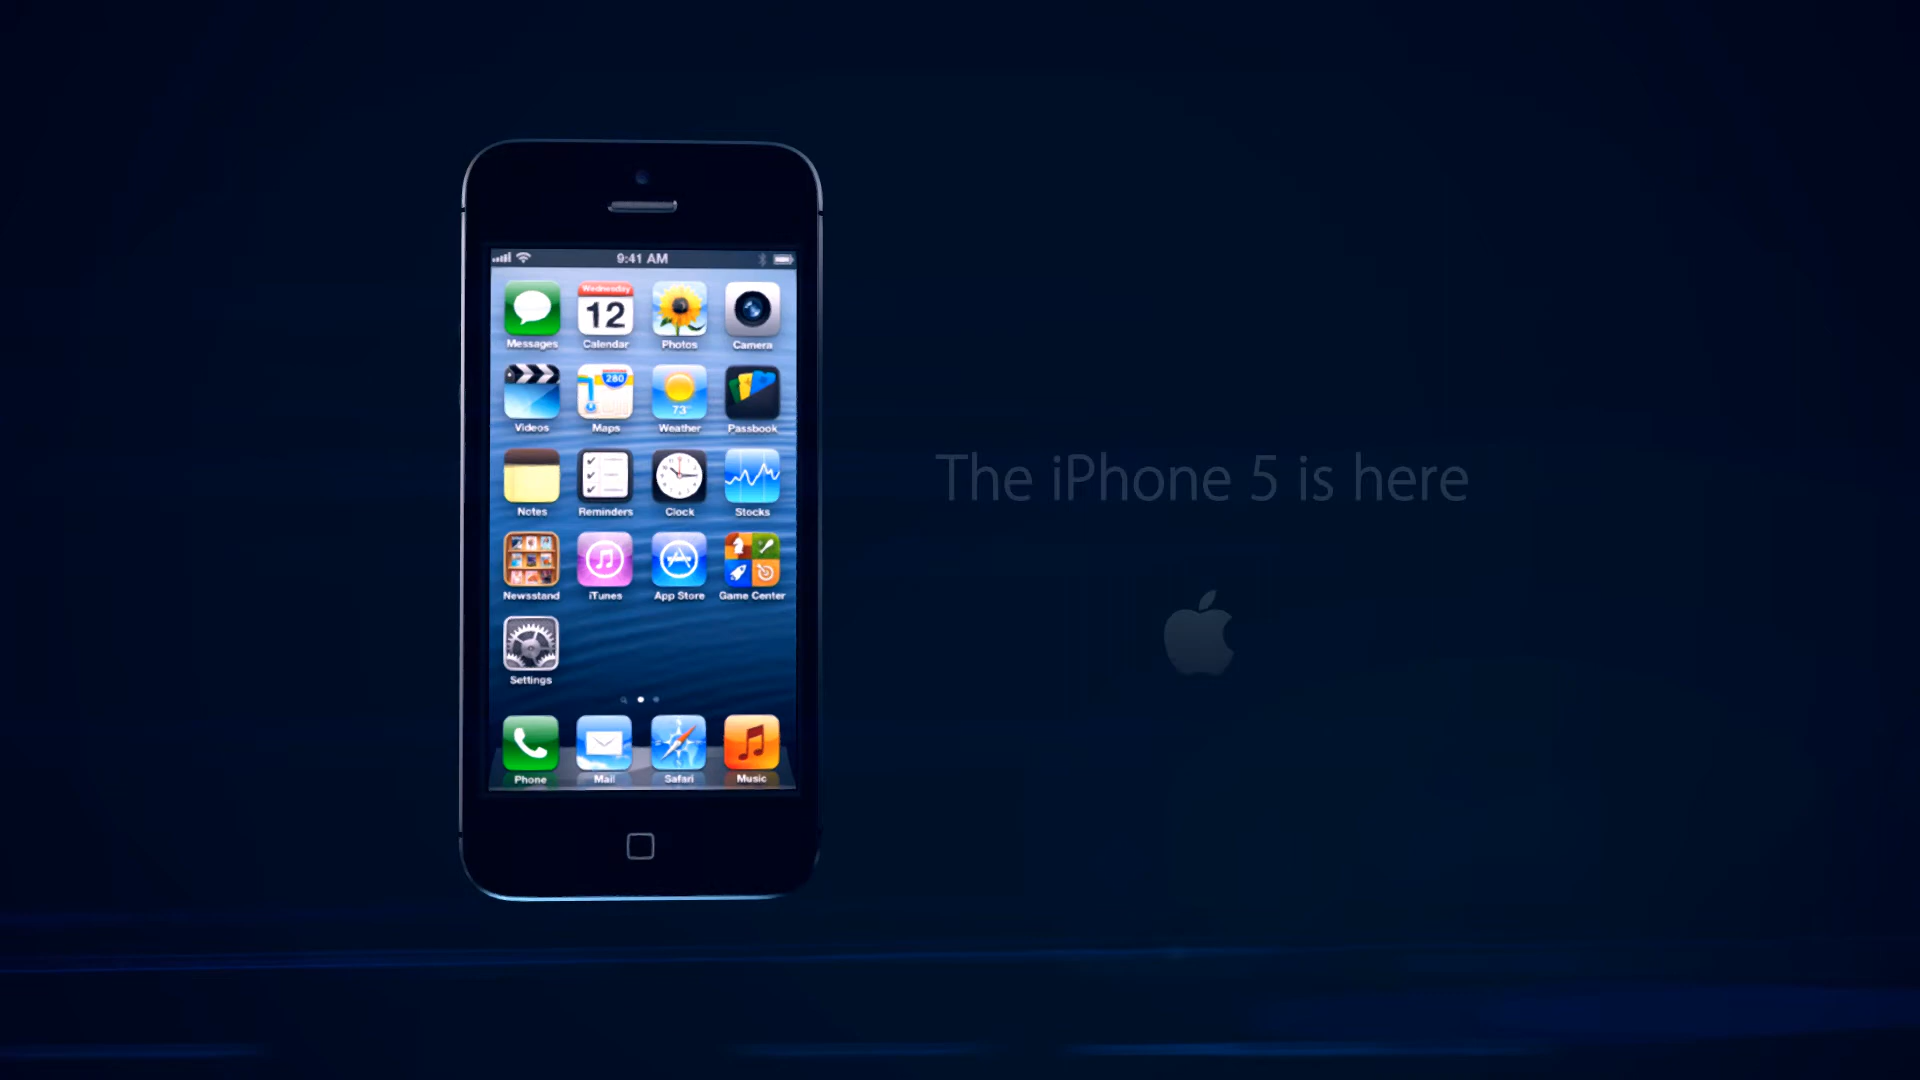 9:41 AM
Wednesday
12
Messages Calendar Photos Camera
280
73°
Videos Maps Weather Passbook
Notes Reminders Clock Stocks
Newsstand iTunes App Store Game Center
Settings
Phone Mail Safari Music
The iPhone 5 is here